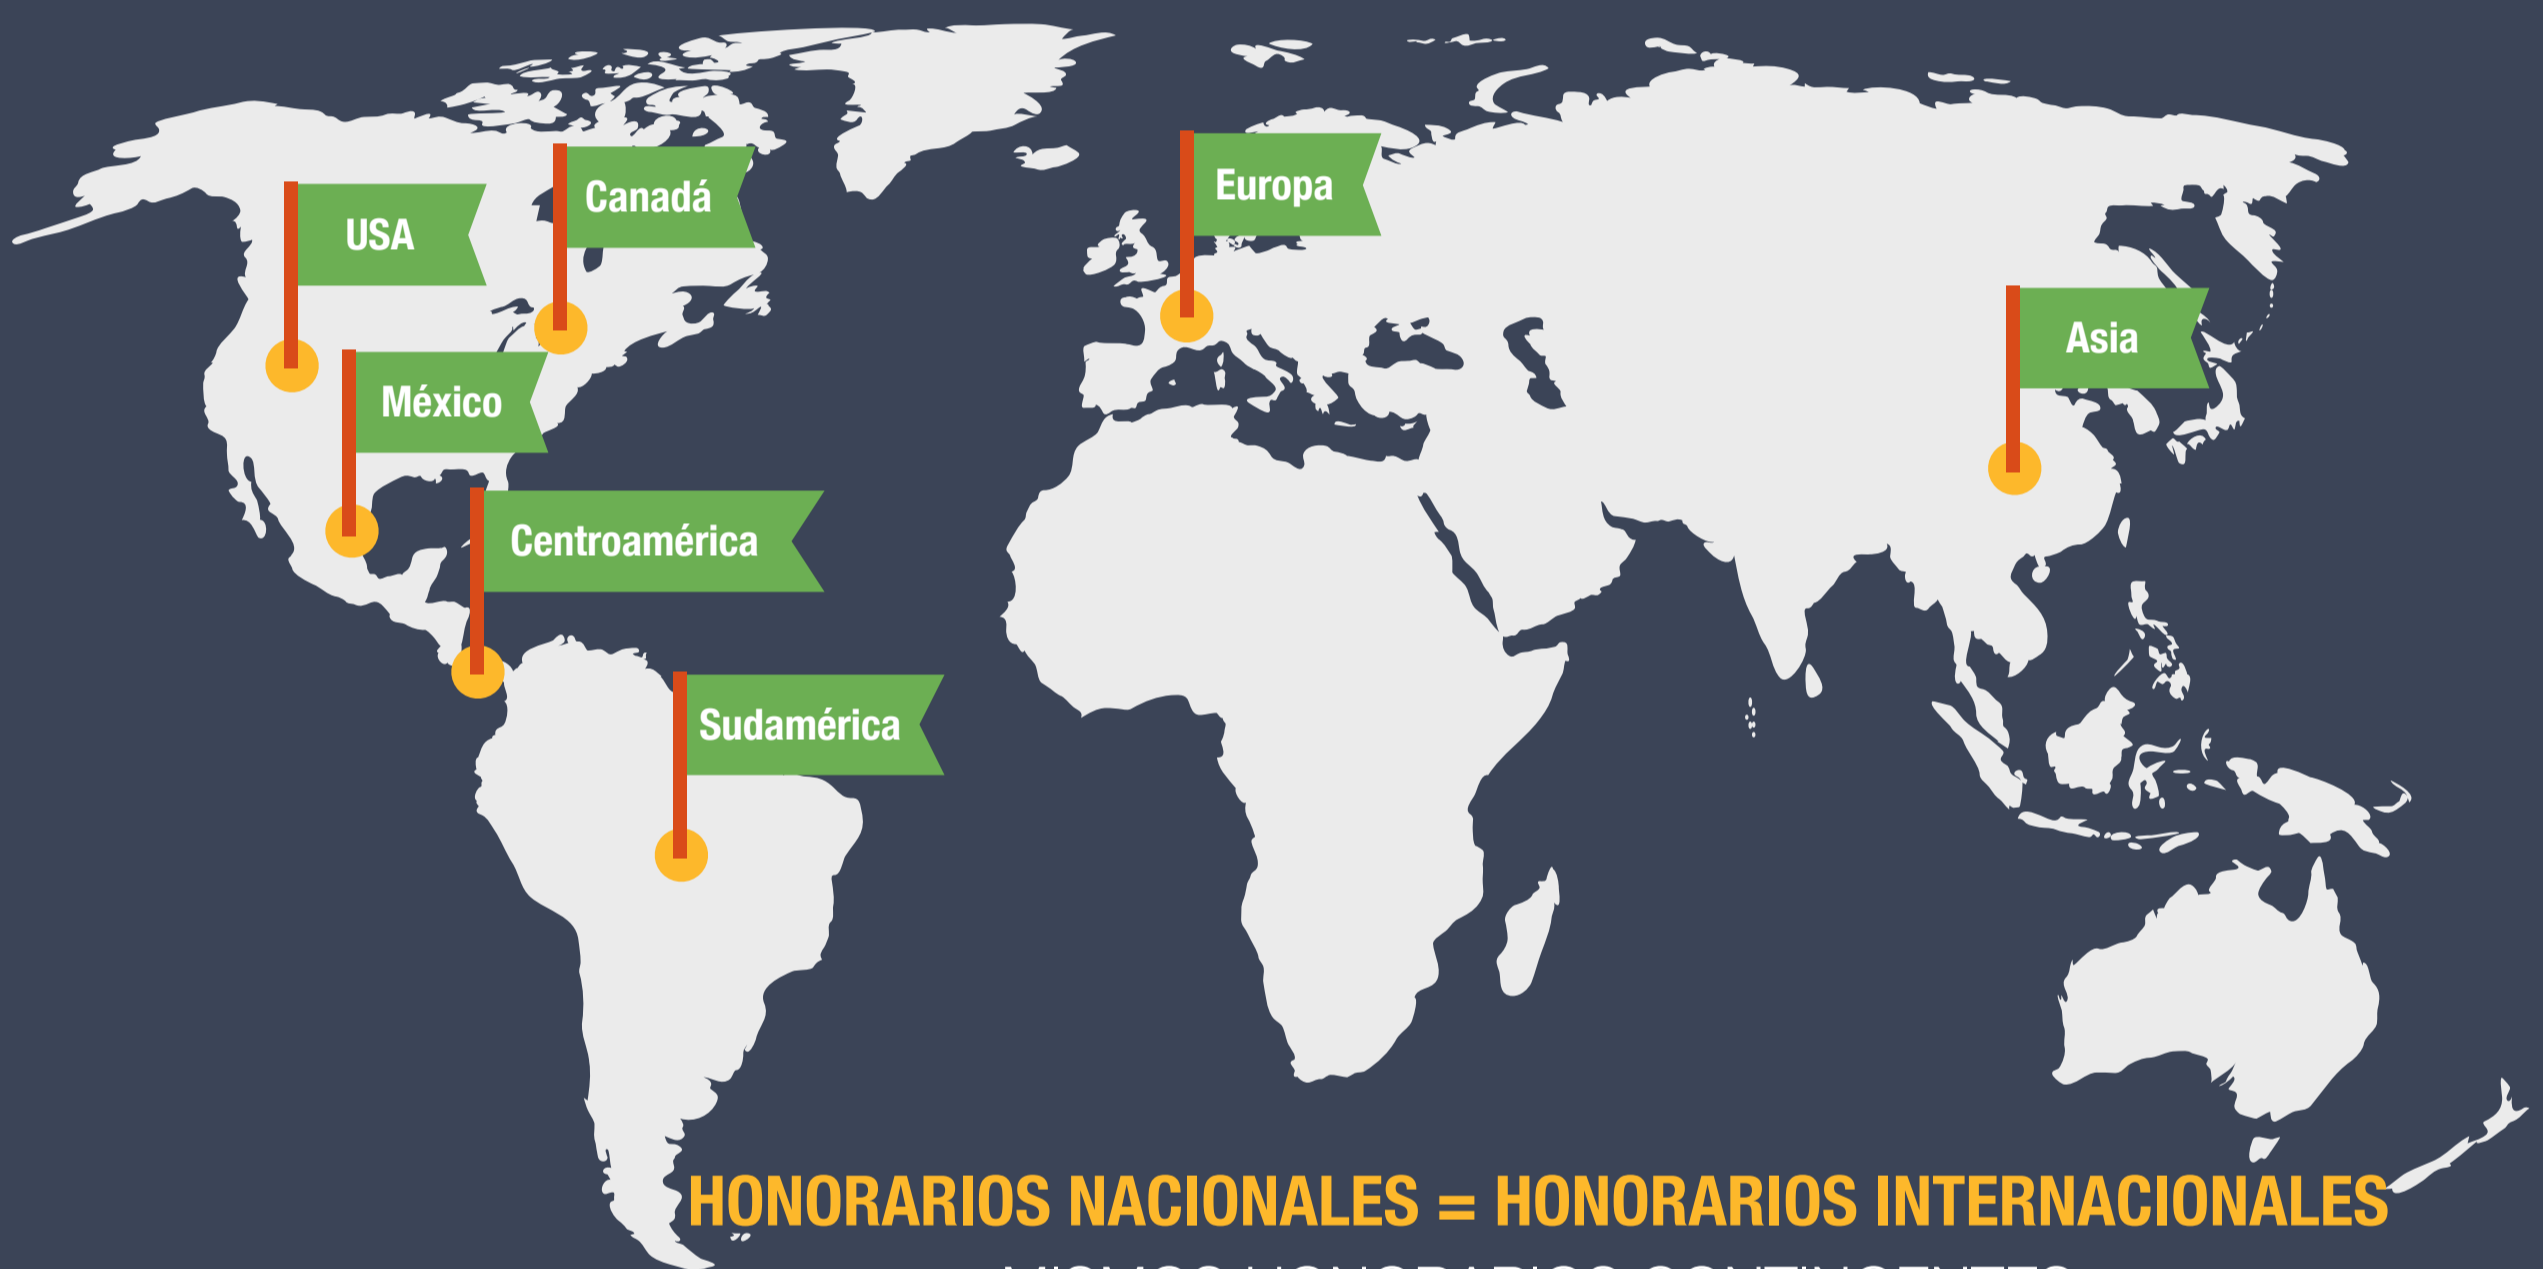 Canadá
Europa
USA
Asia
México
Centroamérica
Sudamérica
HONORARIOS NACIONALES = HONORARIOS INTERNACIONALES